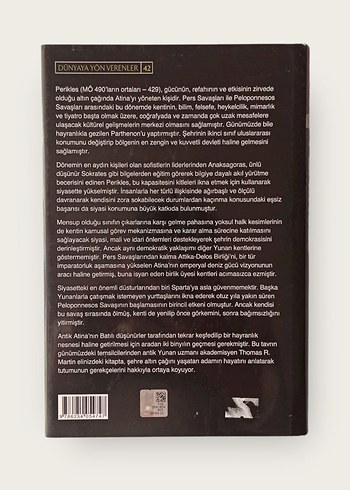 DÜNYAYA YÖN VERENLER 42
Perikles (MÖ 490'ların ortaları – 429), gücünün, refahının ve etkisinin zirvede
olduğu altın çağında Atina'yı yöneten kişidir. Pers Savaşları ile Peloponnesos
Savaşları arasındaki bu dönemde kentinin, bilim, felsefe, heykelcilik, mimarlık
ve tiyatro başta olmak üzere, coğrafyada ve zamanda çok uzak mesafelere
ulaşacak kültürel gelişmelerin merkezi olmasını sağlamıştır. Günümüzde bile
hayranlıkla gezilen Parthenon'u yaptırmıştır. Şehrinin ikinci sınıf uluslararası
konumunu değiştirip bölgenin en zengin ve kuvvetli devleti haline gelmesini
sağlamıştır.
Dönemin en aydın kişileri olan sofistlerin liderlerinden Anaksagoras, ünlü
düşünür Sokrates gibi bilgelerden eğitim görerek bilgiye dayalı akıl yürütme
becerisini edinen Perikles, bu kapasitesini kitleleri ikna etmek için kullanarak
siyasette yükselmiştir. İnsanlarla her türlü ilişkisinde ağırbaşlı ve ölçülü
davranarak kendisini zora sokabilecek durumlardan kaçınma konusundaki eşsiz
başarısı da siyasi konumuna büyük katkıda bulunmuştur.
Mensup olduğu sınıfın çıkarlarına karşı gelme pahasına yoksul halk kesimlerinin
de kentin kamusal görev mekanizmasına ve karar alma sürecine katılmasını
sağlayacak siyasi, mali ve idari önlemleri destekleyerek şehrin demokrasisini
derinleştirmiştir. Ancak aynı demokratik yaklaşımı diğer Yunan kentlerine
göstermemiştir. Pers Savaşlarından kalma Attika-Delos Birliği'ni, bir tür
imparatorluk aşamasına yükselen Atina'nın emperyal deniz gücü vizyonunun
aracı haline getirmiş, buna isyan eden birlik üyesi kentleri acımasızca ezmiştir.
Siyasetteki en önemli düsturlarından biri Sparta'ya asla güvenmemektir. Başka
Yunanlarla çatışmak istemeyen yurttaşlarını ikna ederek otuz yıla yakın süren
Peloponnesos Savaşının başlamasının birincil etkeni olmuştur. Ancak kendisi
bu savaş sırasında ölmüş, kenti de yenilip önce görkemini, sonra bağımsızlığını
yitirmiştir.
Antik Atina'nın Batılı düşünürler tarafından tekrar keşfedilip bir hayranlık
nesnesi haline getirilmesi için aradan iki binyılın geçmesi gerekmiştir. Bu tavrın
günümüzdeki temsilcilerinden antik Yunan uzmanı akademisyen Thomas R.
Martin elinizdeki kitapta, şehre altın çağını yaşatan adamın hayatını anlatarak
tutumunun gerekçelerini hakkıyla ortaya koyuyor.